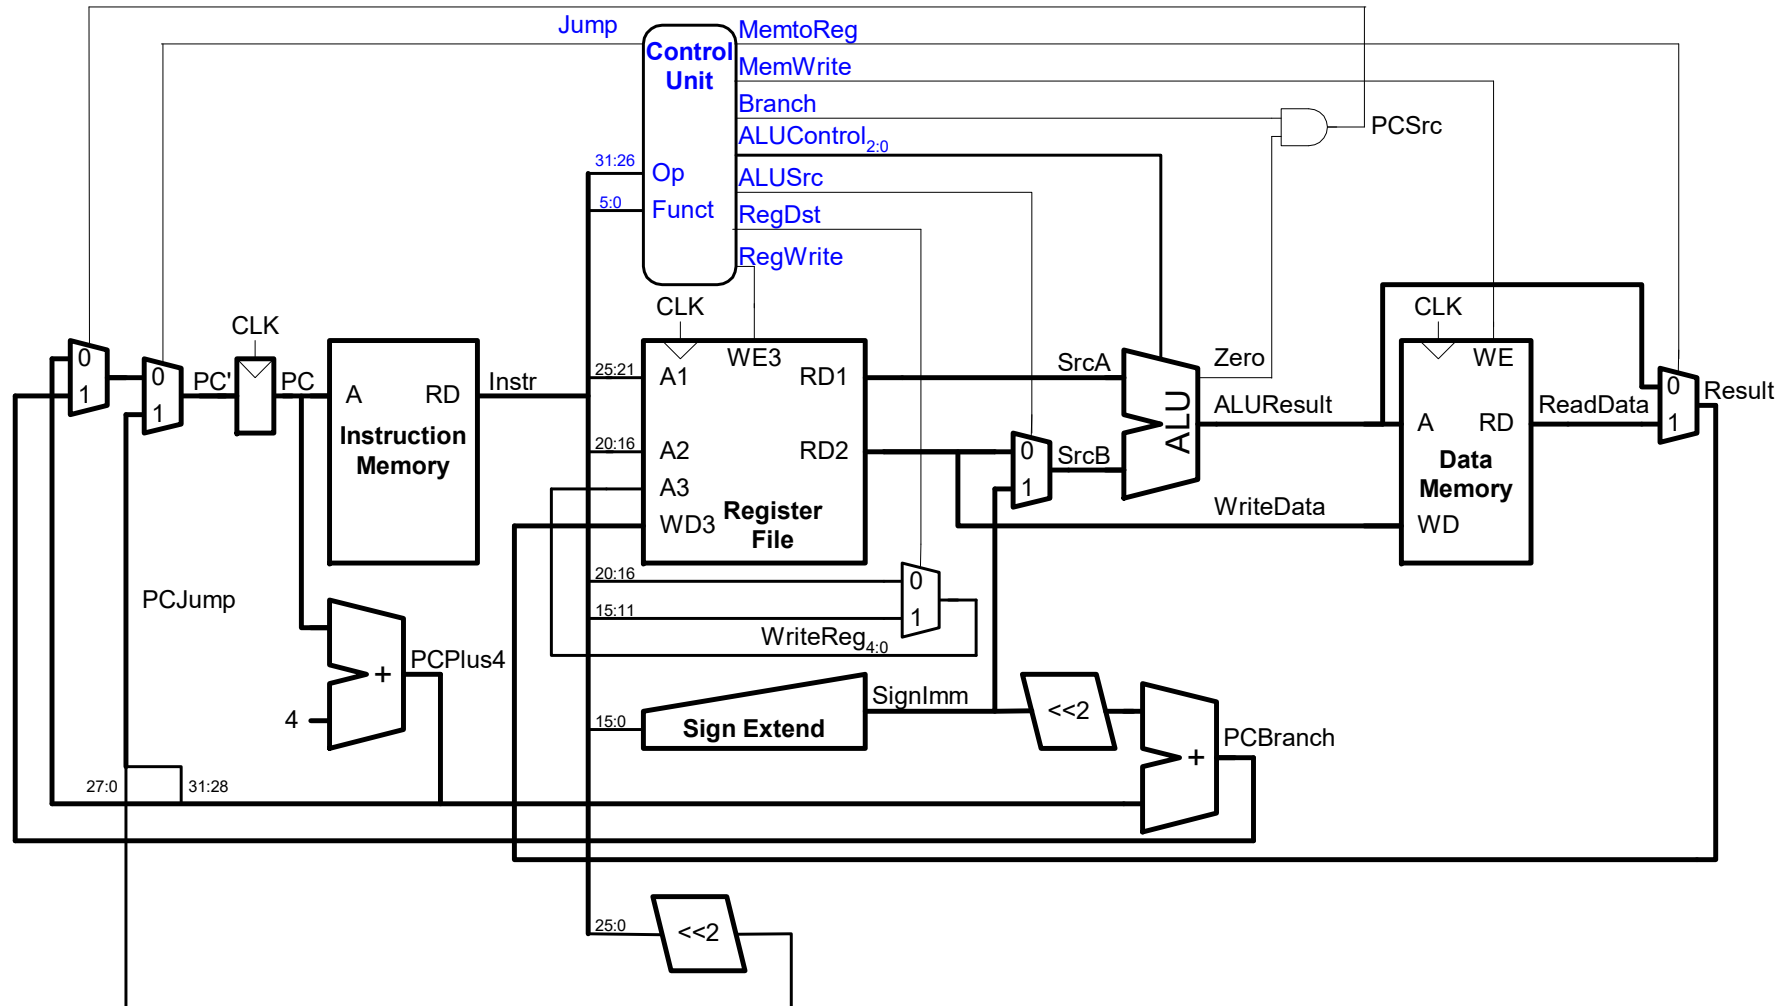 Jump
MemtoReg
Control
Unit
MemWrite
Branch
PCSrc
ALUControl2:0
31:26
Op
ALUSrc
5:0
Funct
RegDst
RegWrite
CLK
CLK
CLK
0
1
0
1
PC'
PC
A
RD
Instruction
Memory
Instr
25:21
A1
WE3
RD1
20:16
A2
RD2
A3
WD3
Register
File
SrcA
0
1
SrcB
ALU
Zero
ALUResult
WriteData
WE
A
RD
Data
Memory
WD
ReadData
0
1
Result
20:16
0
15:11
1
WriteReg4:0
PCJump
PCPlus4
+
4
SignImm
15:0
Sign Extend
<<2
+
PCBranch
27:0
31:28
25:0
<<2